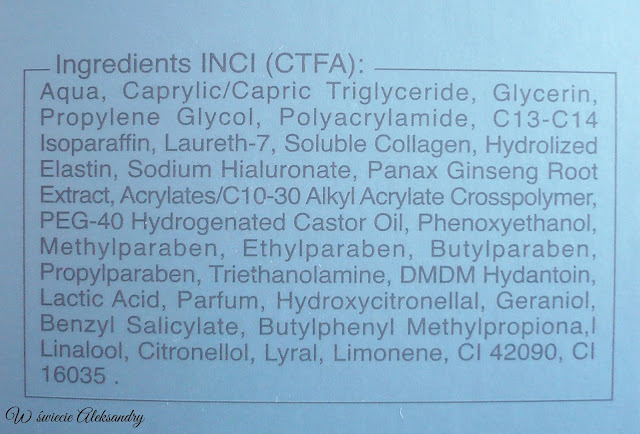 Ingredients INCI (CTFA):
Aqua, Caprylic/Capric Triglyceride, Glycerin,
Propylene Glycol, Polyacrylamide, C13-C14
Isoparaffin, Laureth-7, Soluble Collagen, Hydrolized
Elastin, Sodium Hialuronate, Panax Ginseng Root
Extract, Acrylates/C10-30 Alkyl Acrylate Crosspolymer,
PEG-40 Hydrogenated Castor Oil, Phenoxyethanol,
Methylparaben, Ethylparaben, Butylparaben,
Propylparaben, Triethanolamine, DMDM Hydantoin,
Lactic Acid, Parfum, Hydroxycitronellal, Geraniol,
Benzyl Salicylate, Butylphenyl Methylpropiona,l
Linalool, Citronellol, Lyral, Limonene, CI 42090, CI
16035 .
W świecie Aleksandry